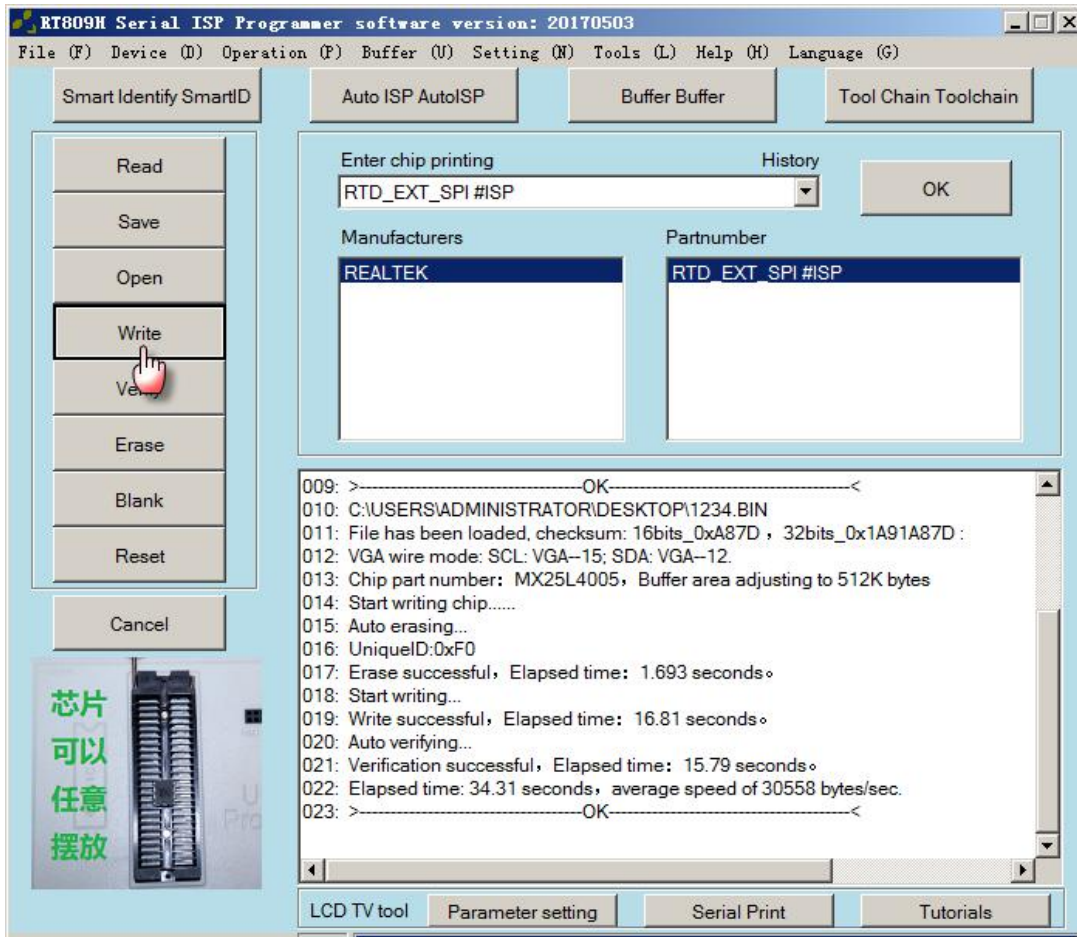 RT809H Serial ISP Programmer software version: 20170503
File (F) Device (D) Operation (P) Buffer (U) Setting (N) Tools (L) Help (H) Language (G)
Smart Identify SmartID
Auto ISP AutoISP
Buffer Buffer
Tool Chain Toolchain
Read
Save
Open
Write
Verify
Erase
Blank
Reset
Cancel
芯片
可以
任意
摆放
Enter chip printing
History
RTD_EXT_SPI #ISP
OK
Manufacturers
Partnumber
REALTEK
RTD_EXT_SPI #ISP
009: >-----------------------------------OK--------------------------------------<
010: C:\USERS\ADMINISTRATOR\DESKTOP\1234.BIN
011: File has been loaded, checksum: 16bits_0xA87D ，32bits_0x1A91A87D :
012: VGA wire mode: SCL: VGA--15; SDA: VGA--12.
013: Chip part number：MX25L4005，Buffer area adjusting to 512K bytes
014: Start writing chip......
015: Auto erasing...
016: UniqueID:0xF0
017: Erase successful，Elapsed time：1.693 seconds。
018: Start writing...
019: Write successful，Elapsed time：16.81 seconds。
020: Auto verifying...
021: Verification successful，Elapsed time：15.79 seconds。
022: Elapsed time: 34.31 seconds，average speed of 30558 bytes/sec.
023: >-----------------------------------OK--------------------------------------<
LCD TV tool
Parameter setting
Serial Print
Tutorials